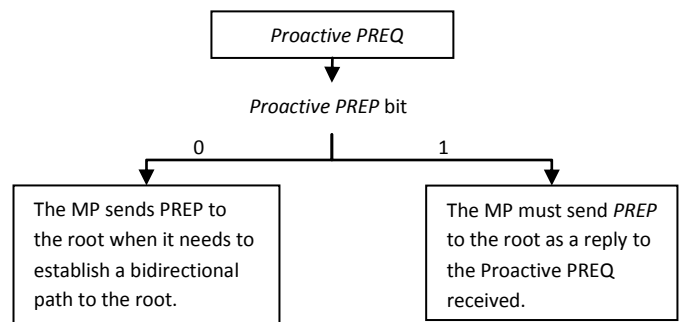 Proactive PREQ
Proactive PREP bit
0
1
The MP sends PREP to
the root when it needs to
establish a bidirectional
path to the root.
The MP must send PREP
to the root as a reply to
the Proactive PREQ
received.